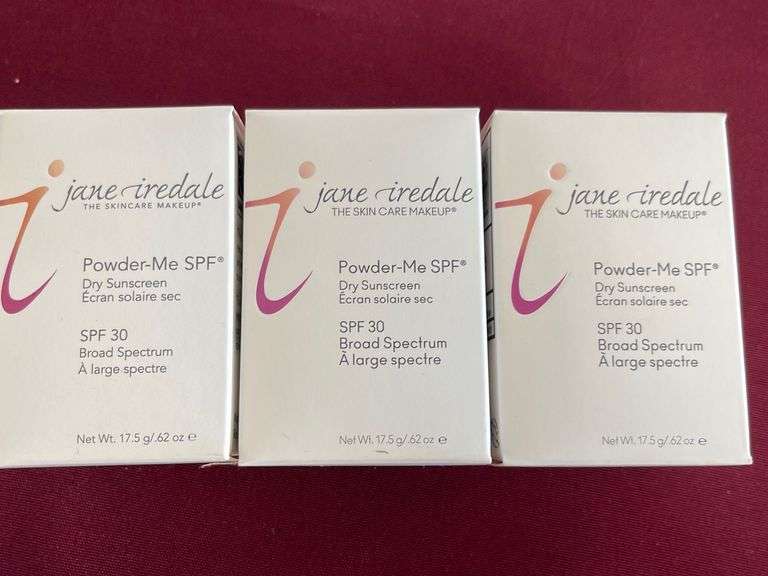 jane iredale
THE SKINCARE MAKEUP®
Powder-Me SPF®
Dry Sunscreen
Écran solaire sec
SPF 30
Broad Spectrum
À large spectre
Net Wt. 17.5 g/.62 oz e
jane iredale
THE SKIN CARE MAKEUP®
Powder-Me SPF®
Dry Sunscreen
Écran solaire sec
SPF 30
Broad Spectrum
À large spectre
Net Wt. 17.5 g/.62 oz e
jane iredale
THE SKIN CARE MAKEUP®
Powder-Me SPF®
Dry Sunscreen
Écran solaire sec
SPF 30
Broad Spectrum
À large spectre
Net Wt. 17.5 g/.62 oz e